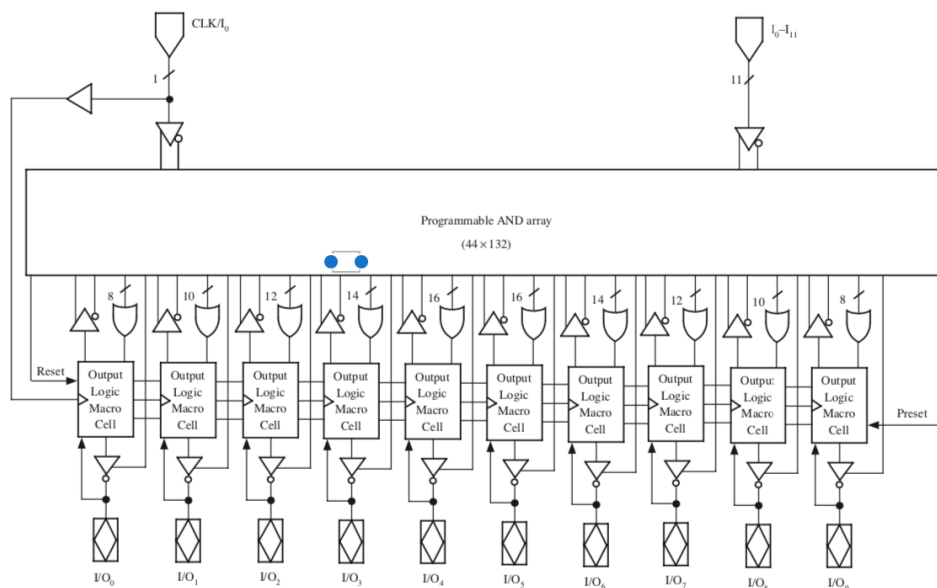 CLK/I₀
I₀–I₁₁
1
11
Programmable AND array
(44 × 132)
8
10
12
14
16
16
14
12
10
8
Reset
Output
Logic
Macro
Cell
Output
Logic
Macro
Cell
Output
Logic
Macro
Cell
Output
Logic
Macro
Cell
Output
Logic
Macro
Cell
Output
Logic
Macro
Cell
Output
Logic
Macro
Cell
Output
Logic
Macro
Cell
Output
Logic
Macro
Cell
Output
Logic
Macro
Cell
Preset
I/O₀
I/O₁
I/O₂
I/O₃
I/O₄
I/O₅
I/O₆
I/O₇